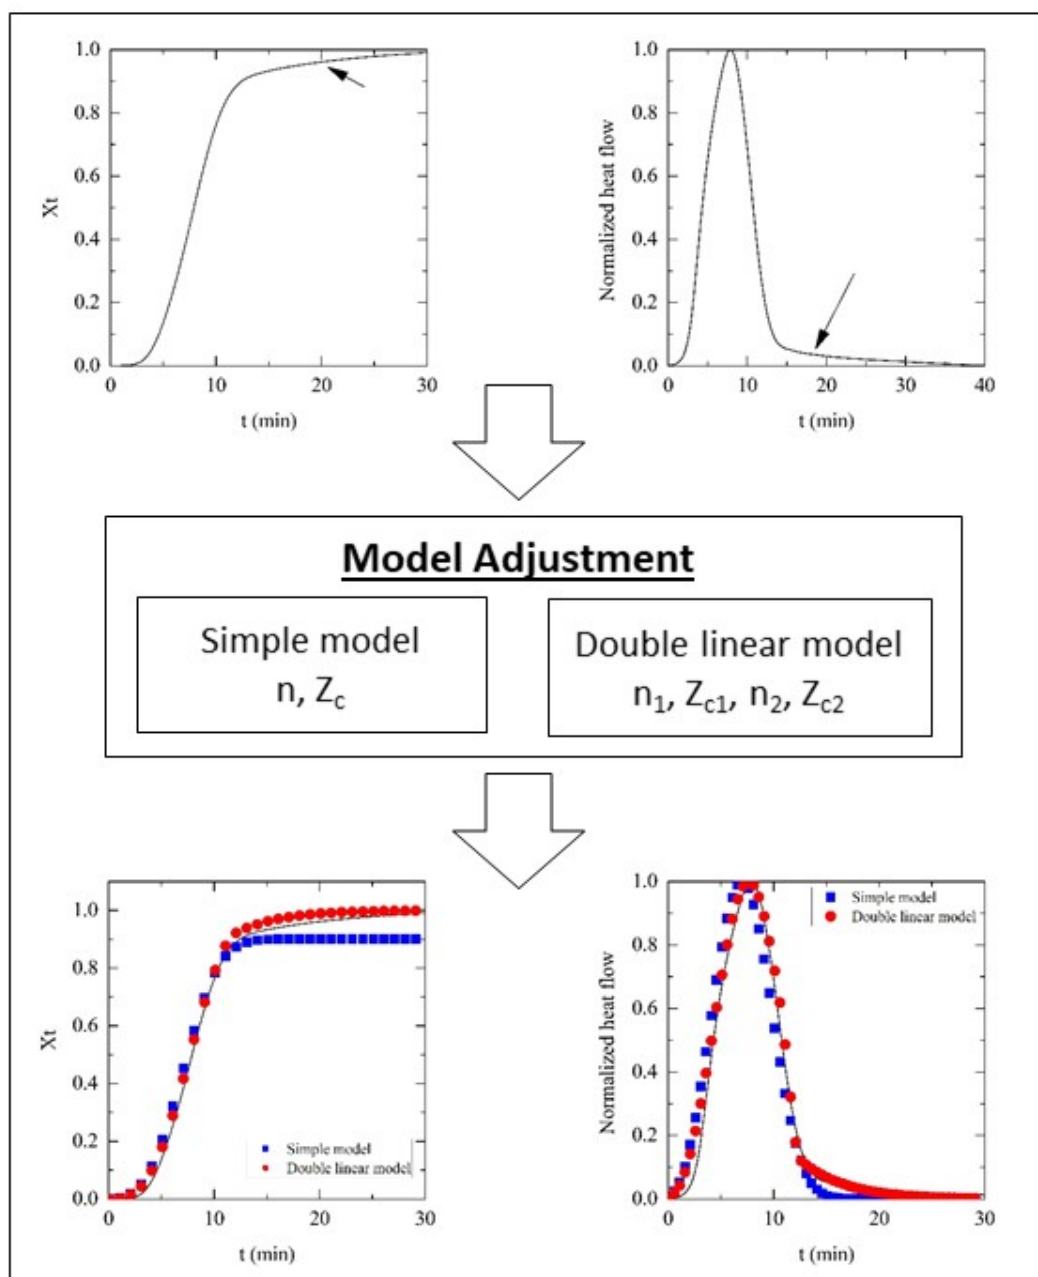 1.0
0.8
0.6
0.4
0.2
0.0
Xt
0 10 20 30
t (min)
1.0
0.8
0.6
0.4
0.2
0.0
Normalized heat flow
0 10 20 30 40
t (min)
Model Adjustment
Simple model
n, Zc
Double linear model
n1, Zc1, n2, Zc2
1.0
0.8
0.6
0.4
0.2
0.0
Xt
Simple model
Double linear model
0 10 20 30
t (min)
1.0
0.8
0.6
0.4
0.2
0.0
Normalized heat flow
Simple model
Double linear model
0 10 20 30
t (min)